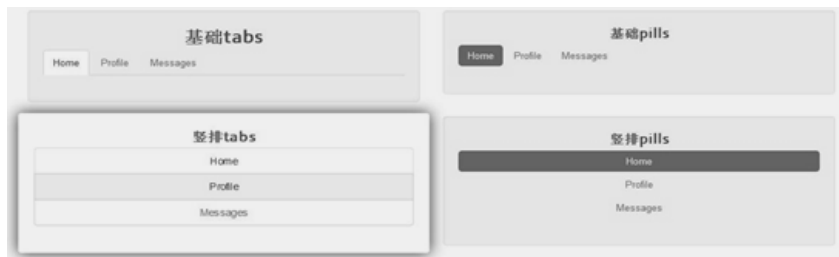 基础tabs
Home Profile Messages
基础pills
Home Profile Messages
竖排tabs
Home
Profile
Messages
竖排pills
Home
Profile
Messages